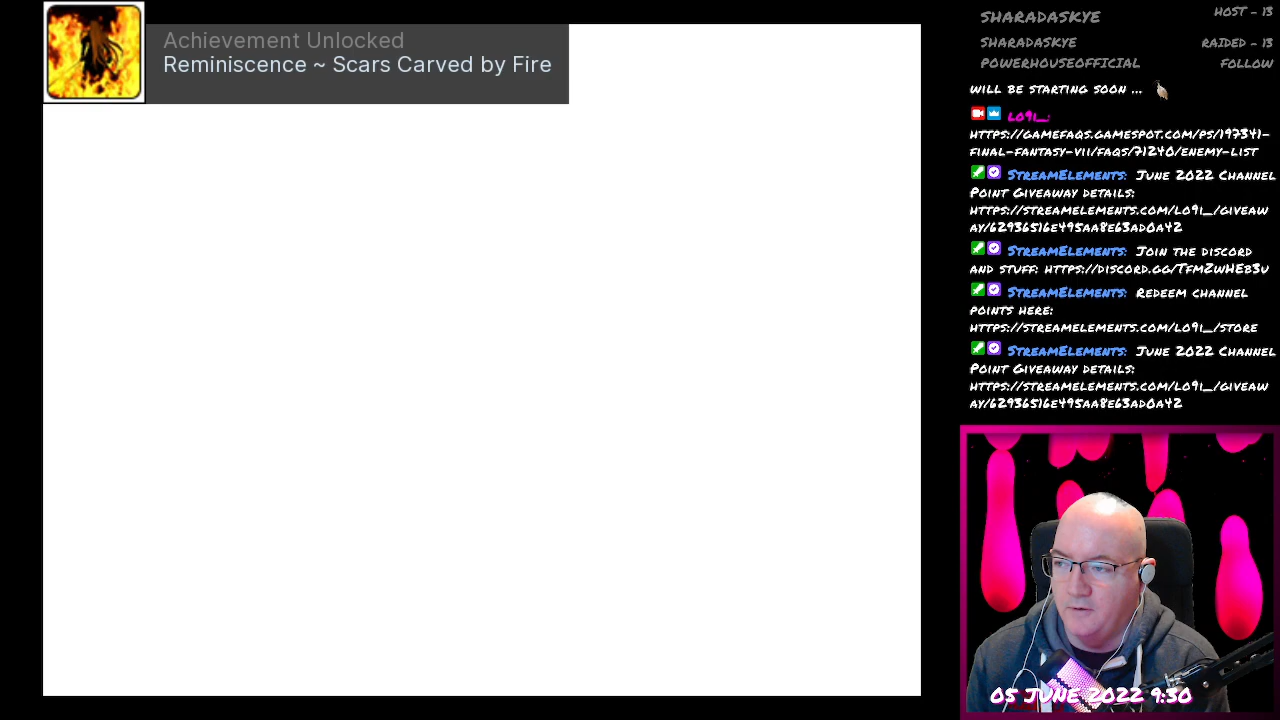 Achievement Unlocked
Reminiscence ~ Scars Carved by Fire
SHARADASKYE HOST - 13
SHARADASKYE RAIDED - 13
POWERHOUSEOFFICIAL FOLLOW
WILL BE STARTING SOON ...
LO9I_:
HTTPS://GAMEFAQS.GAMESPOT.COM/PS/197341-
FINAL-FANTASY-VII/FAQS/71240/ENEMY-LIST
STREAMELEMENTS: JUNE 2022 CHANNEL
POINT GIVEAWAY DETAILS:
HTTPS://STREAMELEMENTS.COM/LO9I_/GIVEAW
AY/62936516E495AA8E63AD0A42
STREAMELEMENTS: JOIN THE DISCORD
AND STUFF: HTTPS://DISCORD.GG/TFMZWHEB3U
STREAMELEMENTS: REDEEM CHANNEL
POINTS HERE:
HTTPS://STREAMELEMENTS.COM/LO9I_/STORE
STREAMELEMENTS: JUNE 2022 CHANNEL
POINT GIVEAWAY DETAILS:
HTTPS://STREAMELEMENTS.COM/LO9I_/GIVEAW
AY/62936516E495AA8E63AD0A42
05 JUNE 2022 9:30